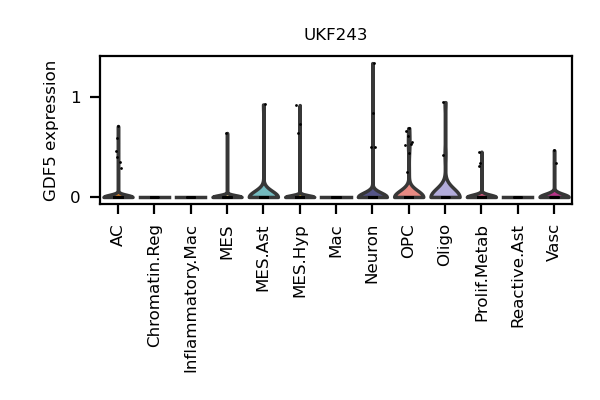 UKF243
GDF5 expression
1
0
AC
Chromatin.Reg
Inflammatory.Mac
MES
MES.Ast
MES.Hyp
Mac
Neuron
OPC
Oligo
Prolif.Metab
Reactive.Ast
Vasc